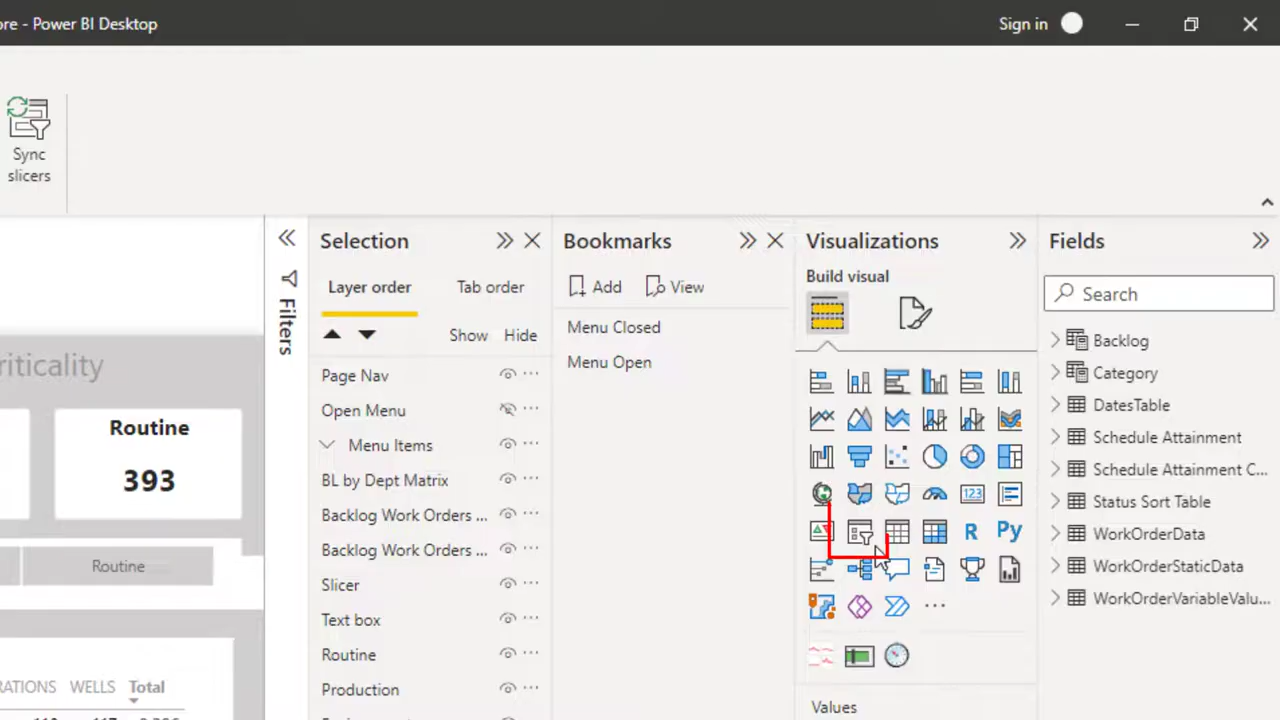 ore - Power BI Desktop
Sign in
Sync
slicers
Filters
riticality
Routine
393
Routine
RATIONS WELLS Total
Selection
Layer order Tab order
Show Hide
Page Nav
Open Menu
Menu Items
BL by Dept Matrix
Backlog Work Orders ...
Backlog Work Orders ...
Slicer
Text box
Routine
Production
Bookmarks
Add View
Menu Closed
Menu Open
Visualizations
Build visual
123
R Py
Values
Fields
Search
Backlog
Category
DatesTable
Schedule Attainment
Schedule Attainment C...
Status Sort Table
WorkOrderData
WorkOrderStaticData
WorkOrderVariableValu...